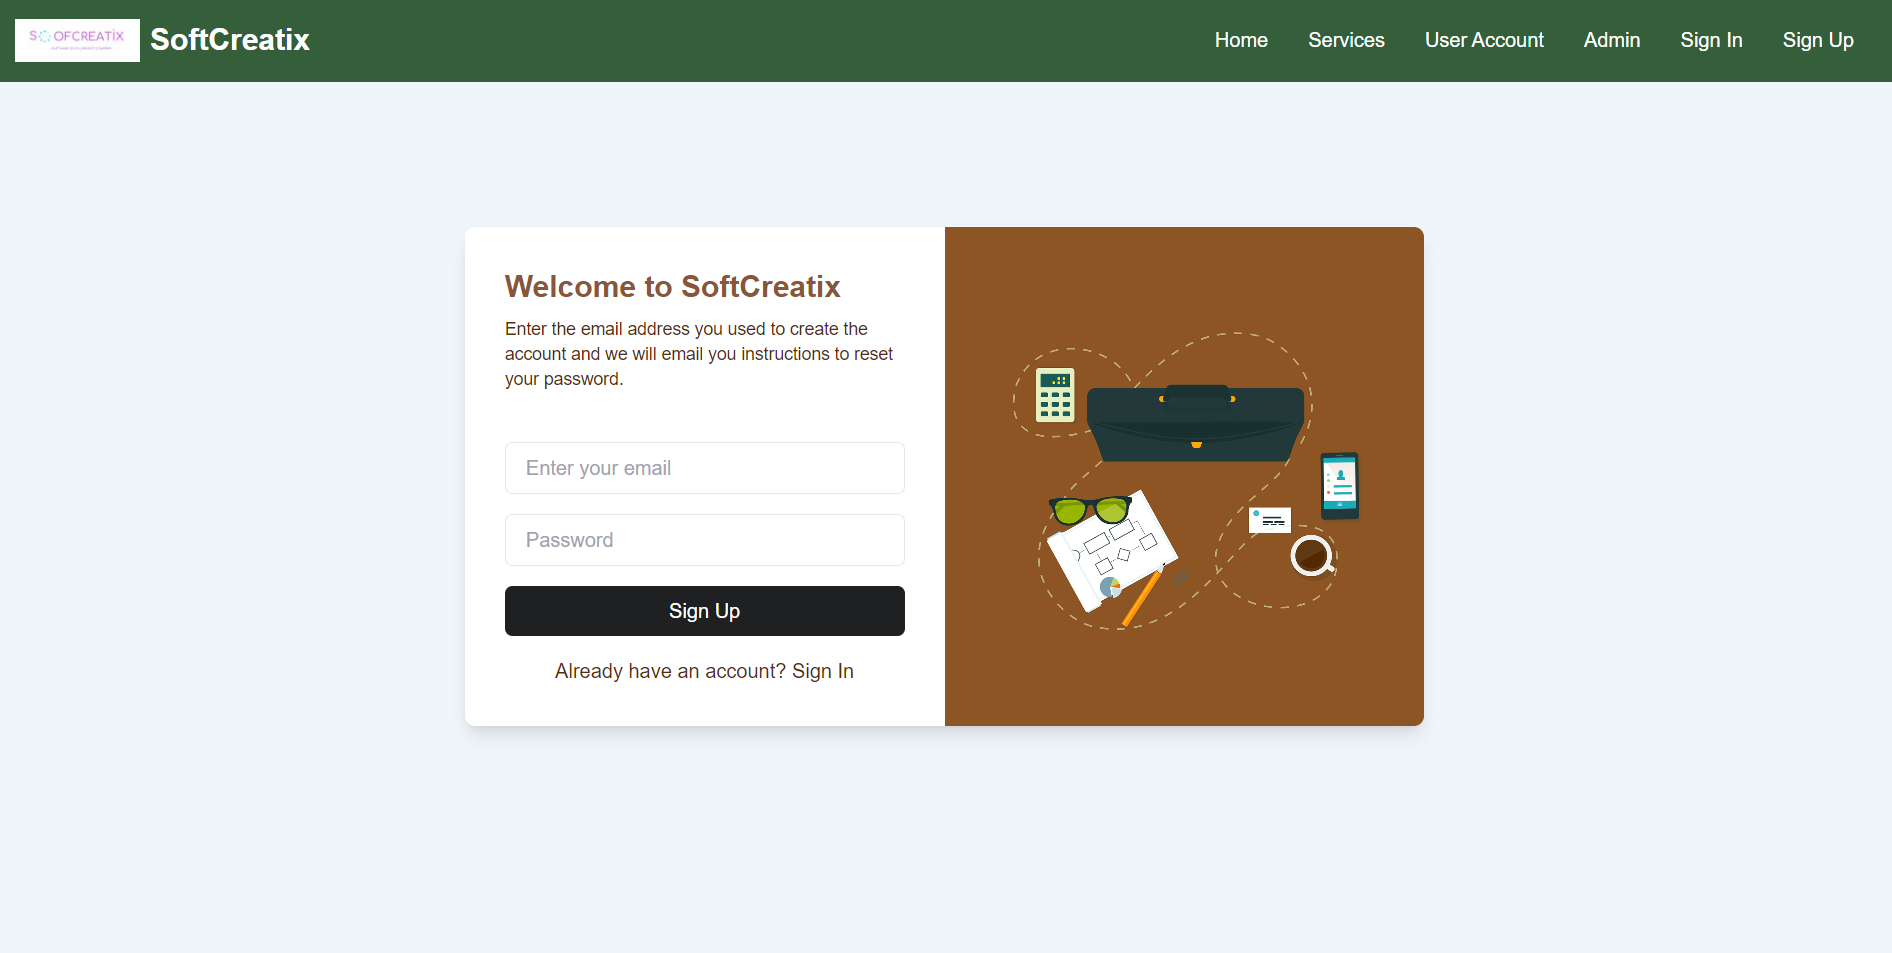 SOFCREATIX
SoftCreatix
Home Services User Account Admin Sign In Sign Up
Welcome to SoftCreatix
Enter the email address you used to create the
account and we will email you instructions to reset
your password.
Enter your email
Password
Sign Up
Already have an account? Sign In